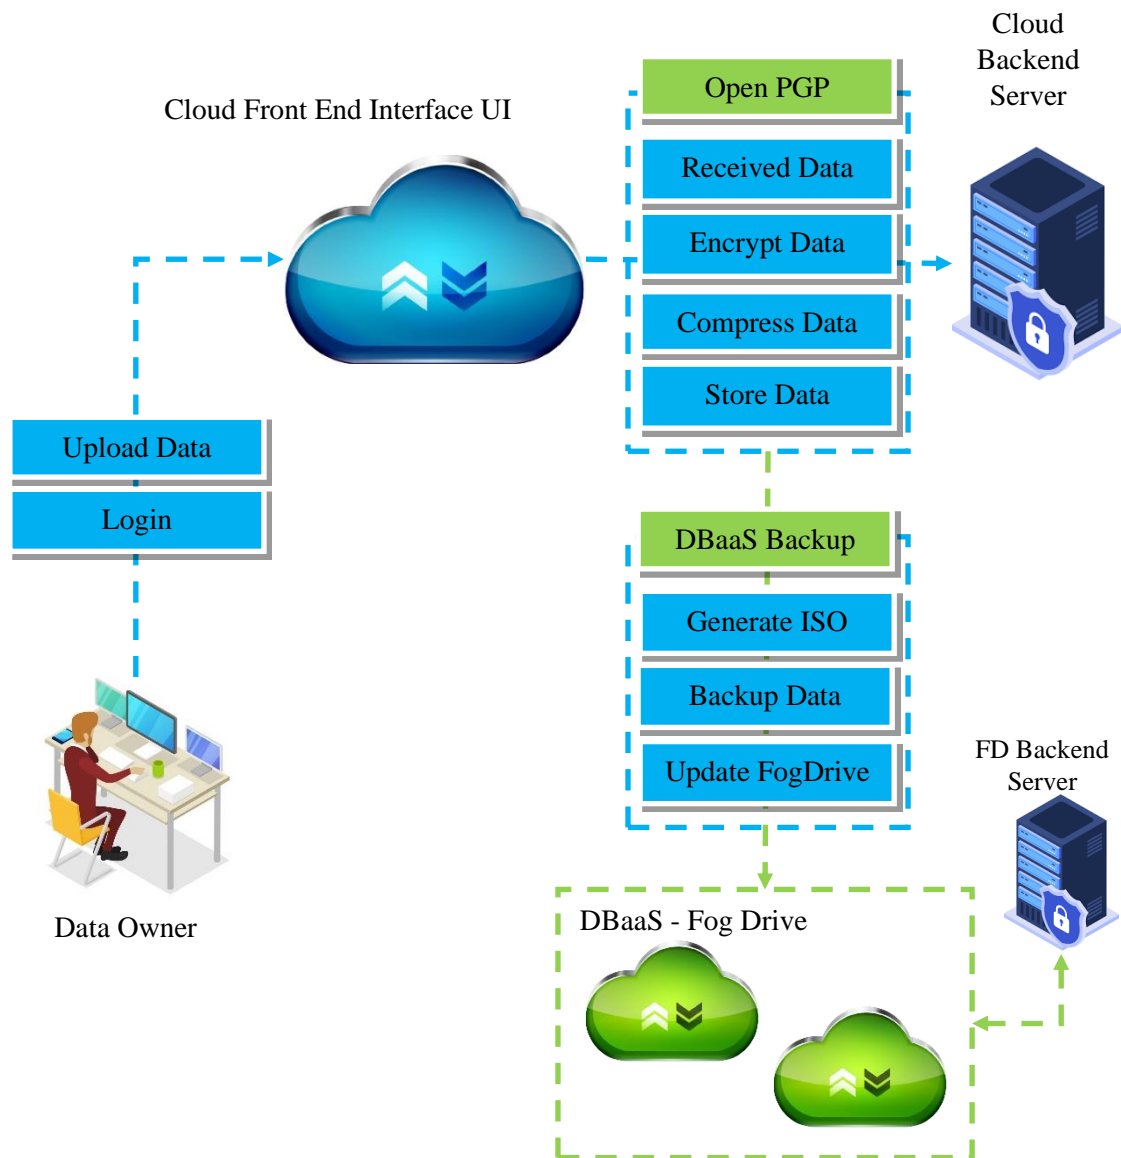 Cloud
Backend
Server
Open PGP
Cloud Front End Interface UI
Received Data
Encrypt Data
Compress Data
Store Data
Upload Data
Login
DBaaS Backup
Generate ISO
Backup Data
Update FogDrive
FD Backend
Server
Data Owner
DBaaS - Fog Drive